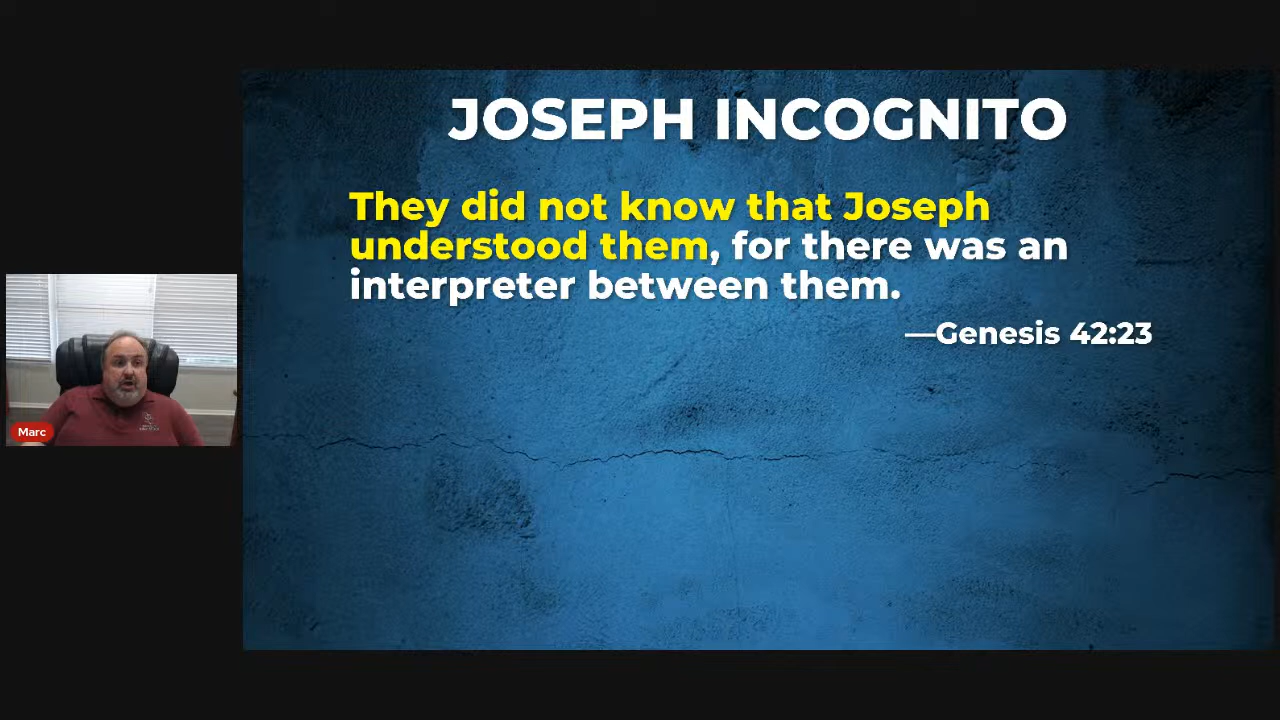 JOSEPH INCOGNITO
They did not know that Joseph
understood them, for there was an
interpreter between them.
—Genesis 42:23
Marc